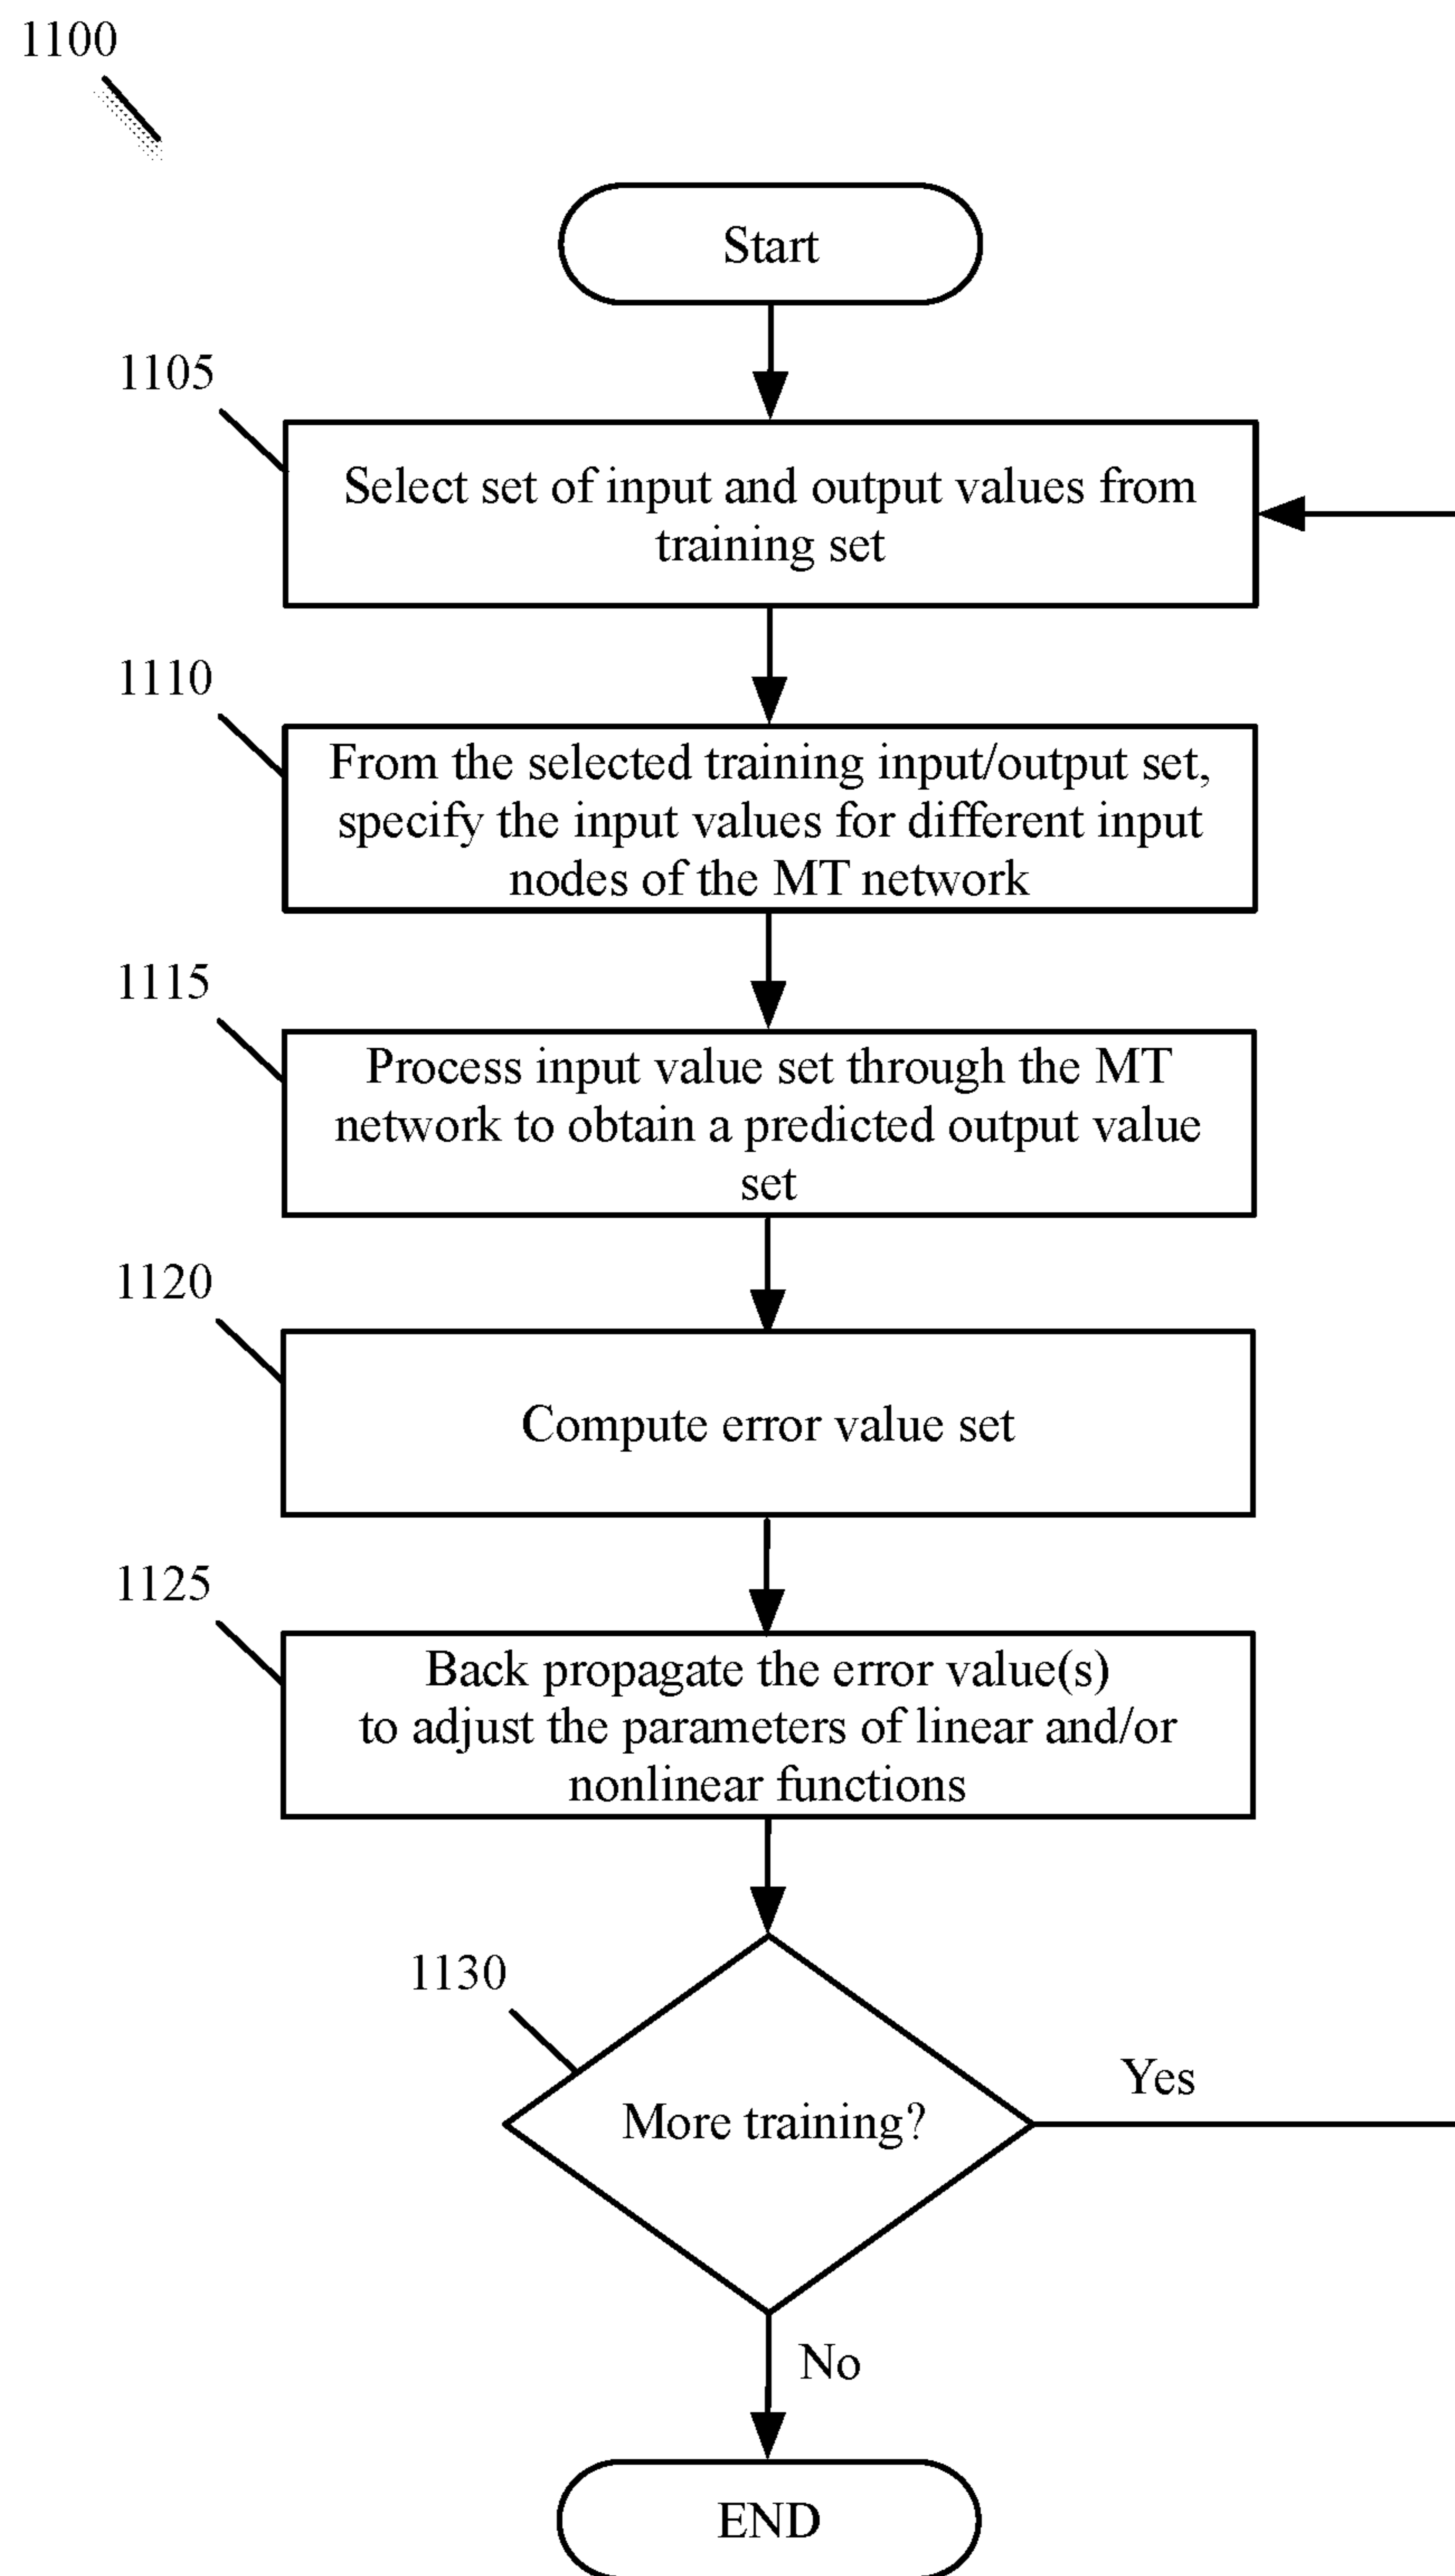 1100
Start
1105
Select set of input and output values from
training set
1110
From the selected training input/output set,
specify the input values for different input
nodes of the MT network
1115
Process input value set through the MT
network to obtain a predicted output value
set
1120
Compute error value set
1125
Back propagate the error value(s)
to adjust the parameters of linear and/or
nonlinear functions
1130
More training?
Yes
No
END